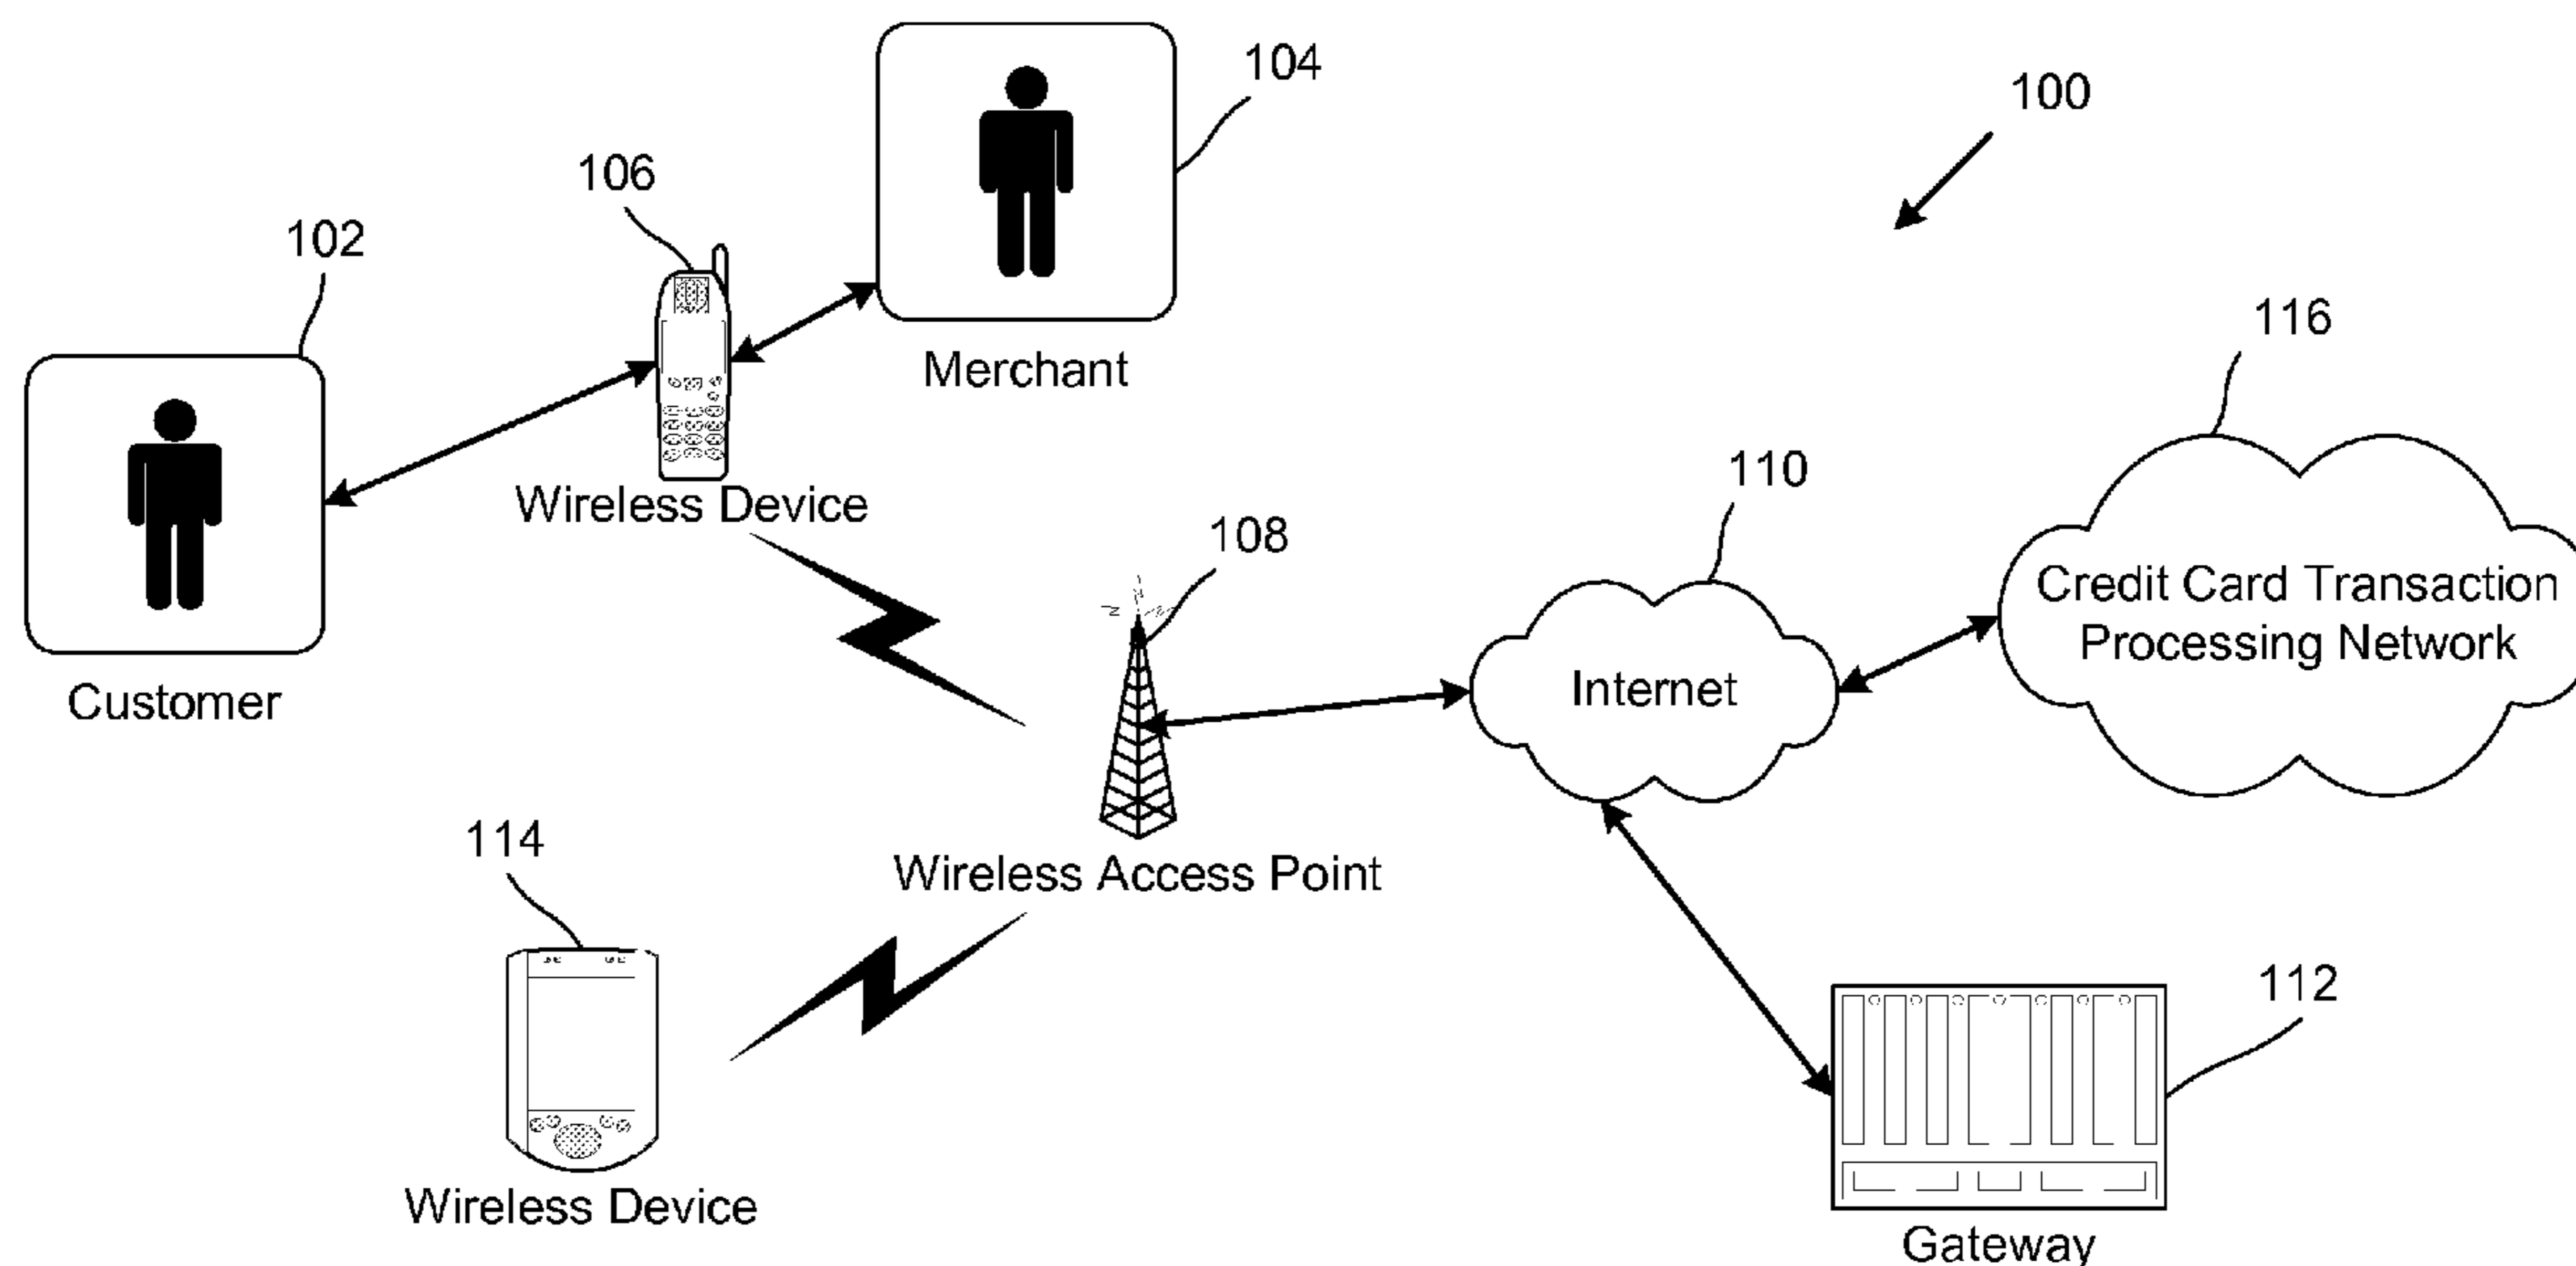 104
100
106
102
116
Merchant
110
Wireless Device
108
Credit Card Transaction
Processing Network
Internet
Customer
114
Wireless Access Point
112
Wireless Device
Gateway